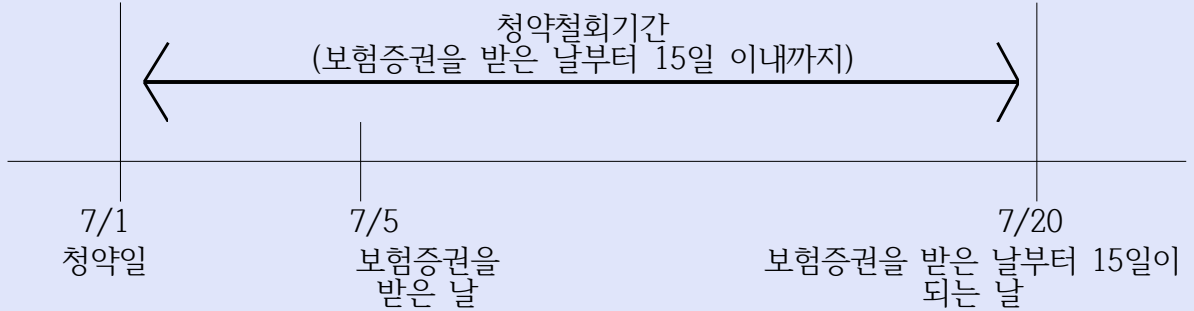 청약철회기간
(보험증권을 받은 날부터 15일 이내까지)
7/1
청약일
7/5
보험증권을
받은 날
7/20
보험증권을 받은 날부터 15일이
되는 날